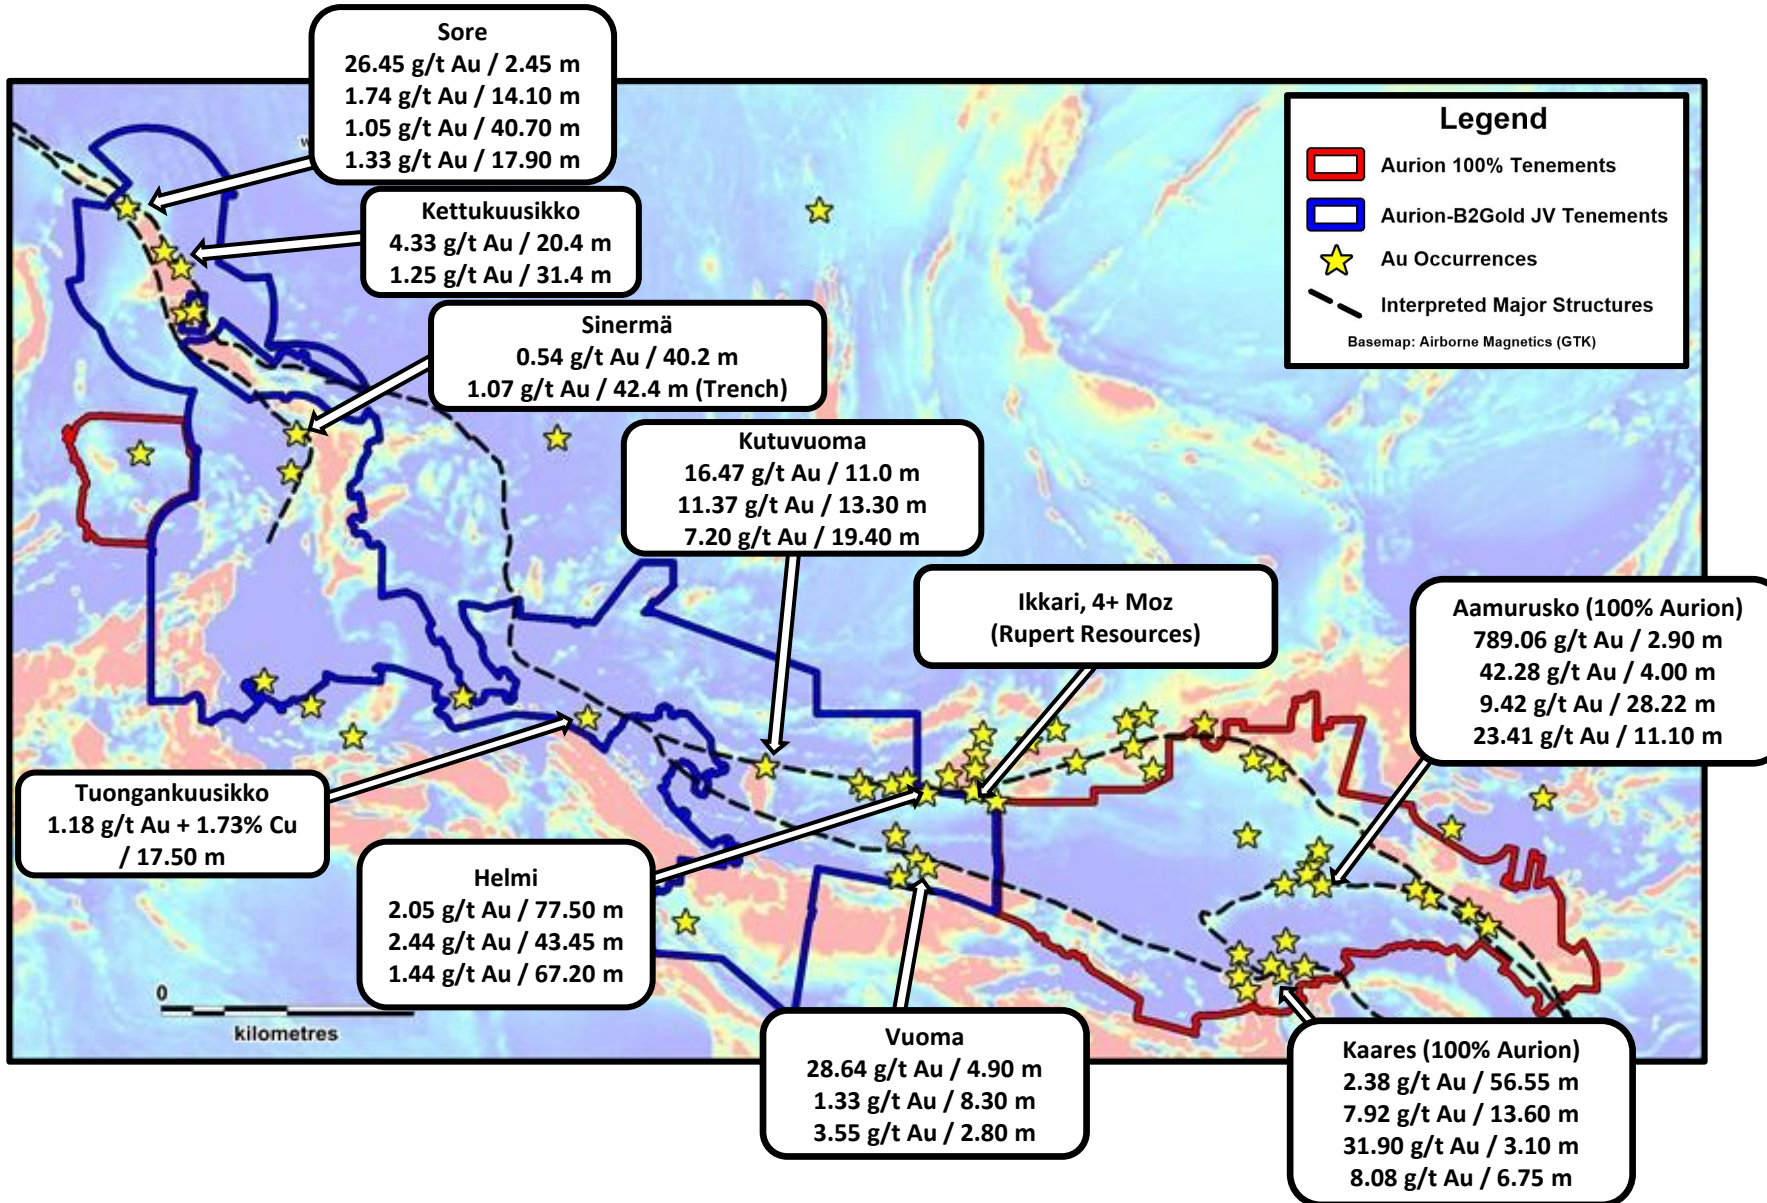 Sore
26.45 g/t Au / 2.45 m
1.74 g/t Au / 14.10 m
1.05 g/t Au / 40.70 m
1.33 g/t Au / 17.90 m
Kettukuusikko
4.33 g/t Au / 20.4 m
1.25 g/t Au / 31.4 m
Sinermä
0.54 g/t Au / 40.2 m
1.07 g/t Au / 42.4 m (Trench)
Legend
Aurion 100% Tenements
Aurion-B2Gold JV Tenements
Au Occurrences
Interpreted Major Structures
Basemap: Airborne Magnetics (GTK)
Kutuvuoma
16.47 g/t Au / 11.0 m
11.37 g/t Au / 13.30 m
7.20 g/t Au / 19.40 m
Ikkari, 4+ Moz
(Rupert Resources)
Aamurusko (100% Aurion)
789.06 g/t Au / 2.90 m
42.28 g/t Au / 4.00 m
9.42 g/t Au / 28.22 m
23.41 g/t Au / 11.10 m
Tuongankuusikko
1.18 g/t Au + 1.73% Cu
/ 17.50 m
Helmi
2.05 g/t Au / 77.50 m
2.44 g/t Au / 43.45 m
1.44 g/t Au / 67.20 m
0
kilometres
Vuoma
28.64 g/t Au / 4.90 m
1.33 g/t Au / 8.30 m
3.55 g/t Au / 2.80 m
Kaares (100% Aurion)
2.38 g/t Au / 56.55 m
7.92 g/t Au / 13.60 m
31.90 g/t Au / 3.10 m
8.08 g/t Au / 6.75 m